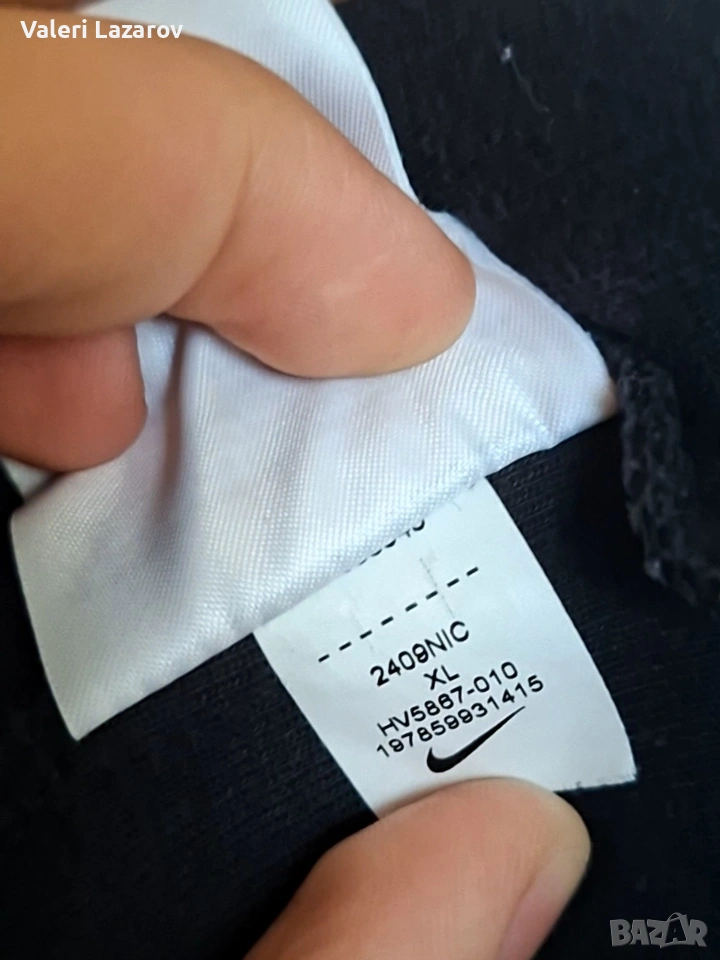 Valeri Lazarov
2409NIC
XL
HV5867-010
197859931415
BAZAR